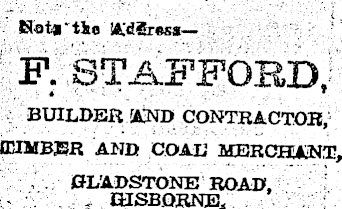 Note the Address—
F. STAFFORD,
BUILDER AND CONTRACTOR,
TIMBER AND COAL MERCHANT,
GLADSTONE ROAD,
GISBORNE.